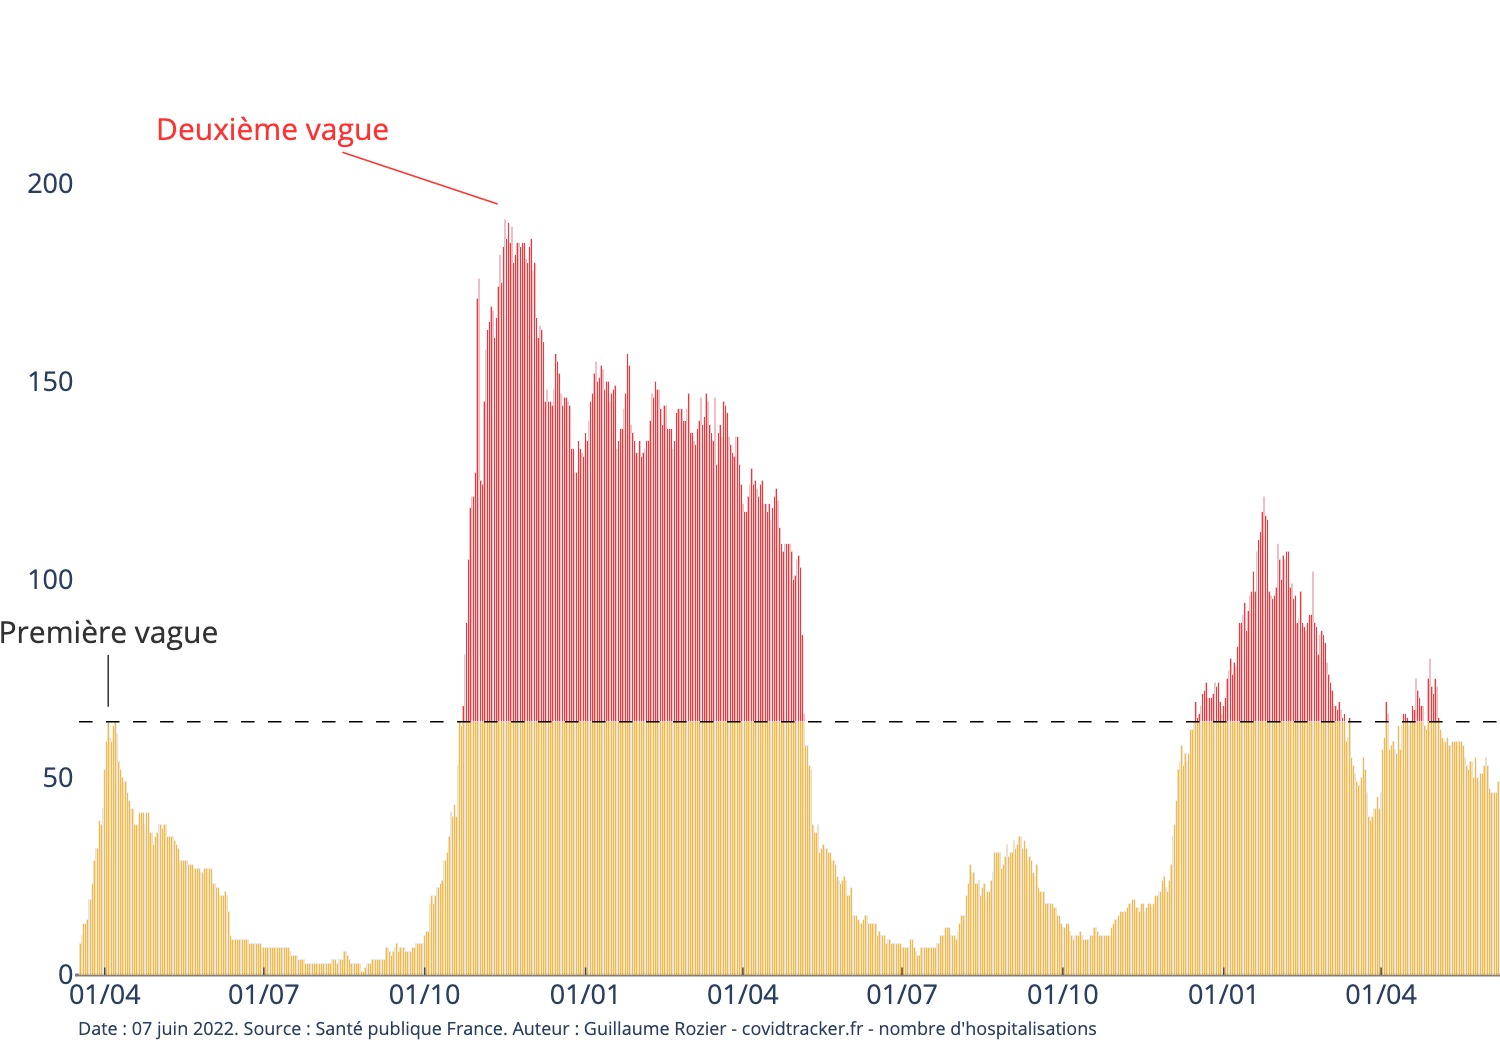 Deuxième vague
200
150
100
Première vague
50
0
01/04 01/07 01/10 01/01 01/04 01/07 01/10 01/01 01/04
Date : 07 juin 2022. Source : Santé publique France. Auteur : Guillaume Rozier - covidtracker.fr - nombre d'hospitalisations